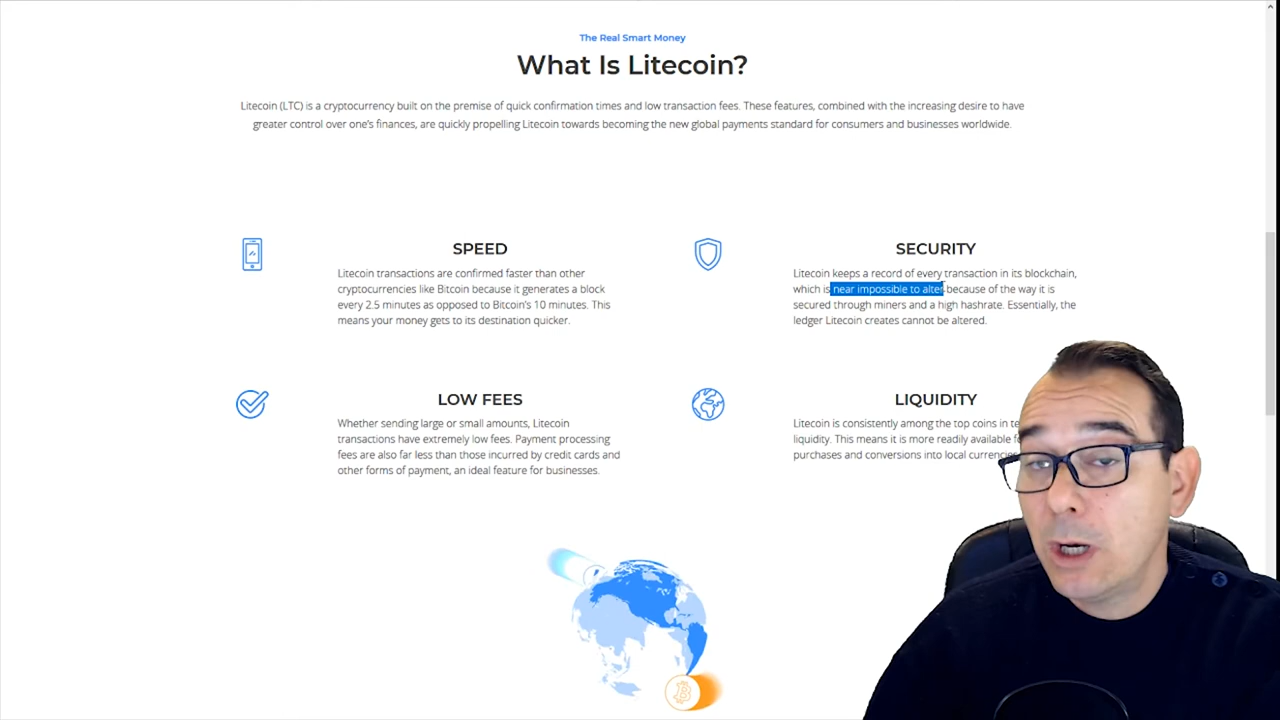 The Real Smart Money
What Is Litecoin?
Litecoin (LTC) is a cryptocurrency built on the premise of quick confirmation times and low transaction fees. These features, combined with the increasing desire to have
greater control over one's finances, are quickly propelling Litecoin towards becoming the new global payments standard for consumers and businesses worldwide.
SPEED
Litecoin transactions are confirmed faster than other
cryptocurrencies like Bitcoin because it generates a block
every 2.5 minutes as opposed to Bitcoin's 10 minutes. This
means your money gets to its destination quicker.
SECURITY
Litecoin keeps a record of every transaction in its blockchain,
which is near impossible to alter because of the way it is
secured through miners and a high hashrate. Essentially, the
ledger Litecoin creates cannot be altered.
LOW FEES
Whether sending large or small amounts, Litecoin
transactions have extremely low fees. Payment processing
fees are also far less than those incurred by credit cards and
other forms of payment, an ideal feature for businesses.
LIQUIDITY
Litecoin is consistently among the top coins in
liquidity. This means it is more readily available
purchases and conversions into local currencies